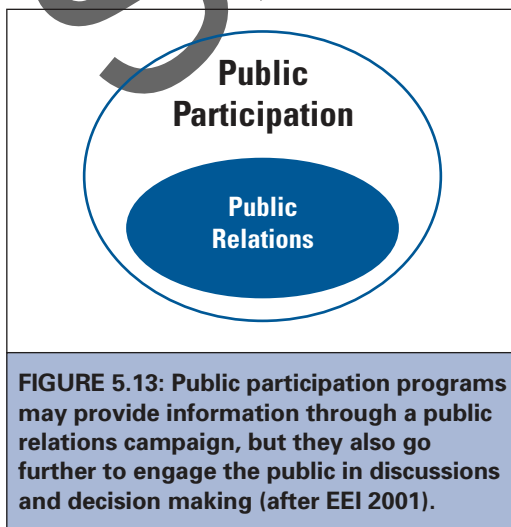 Public
Participation
Public
Relations
FIGURE 5.13: Public participation programs
may provide information through a public
relations campaign, but they also go
further to engage the public in discussions
and decision making (after EEI 2001).